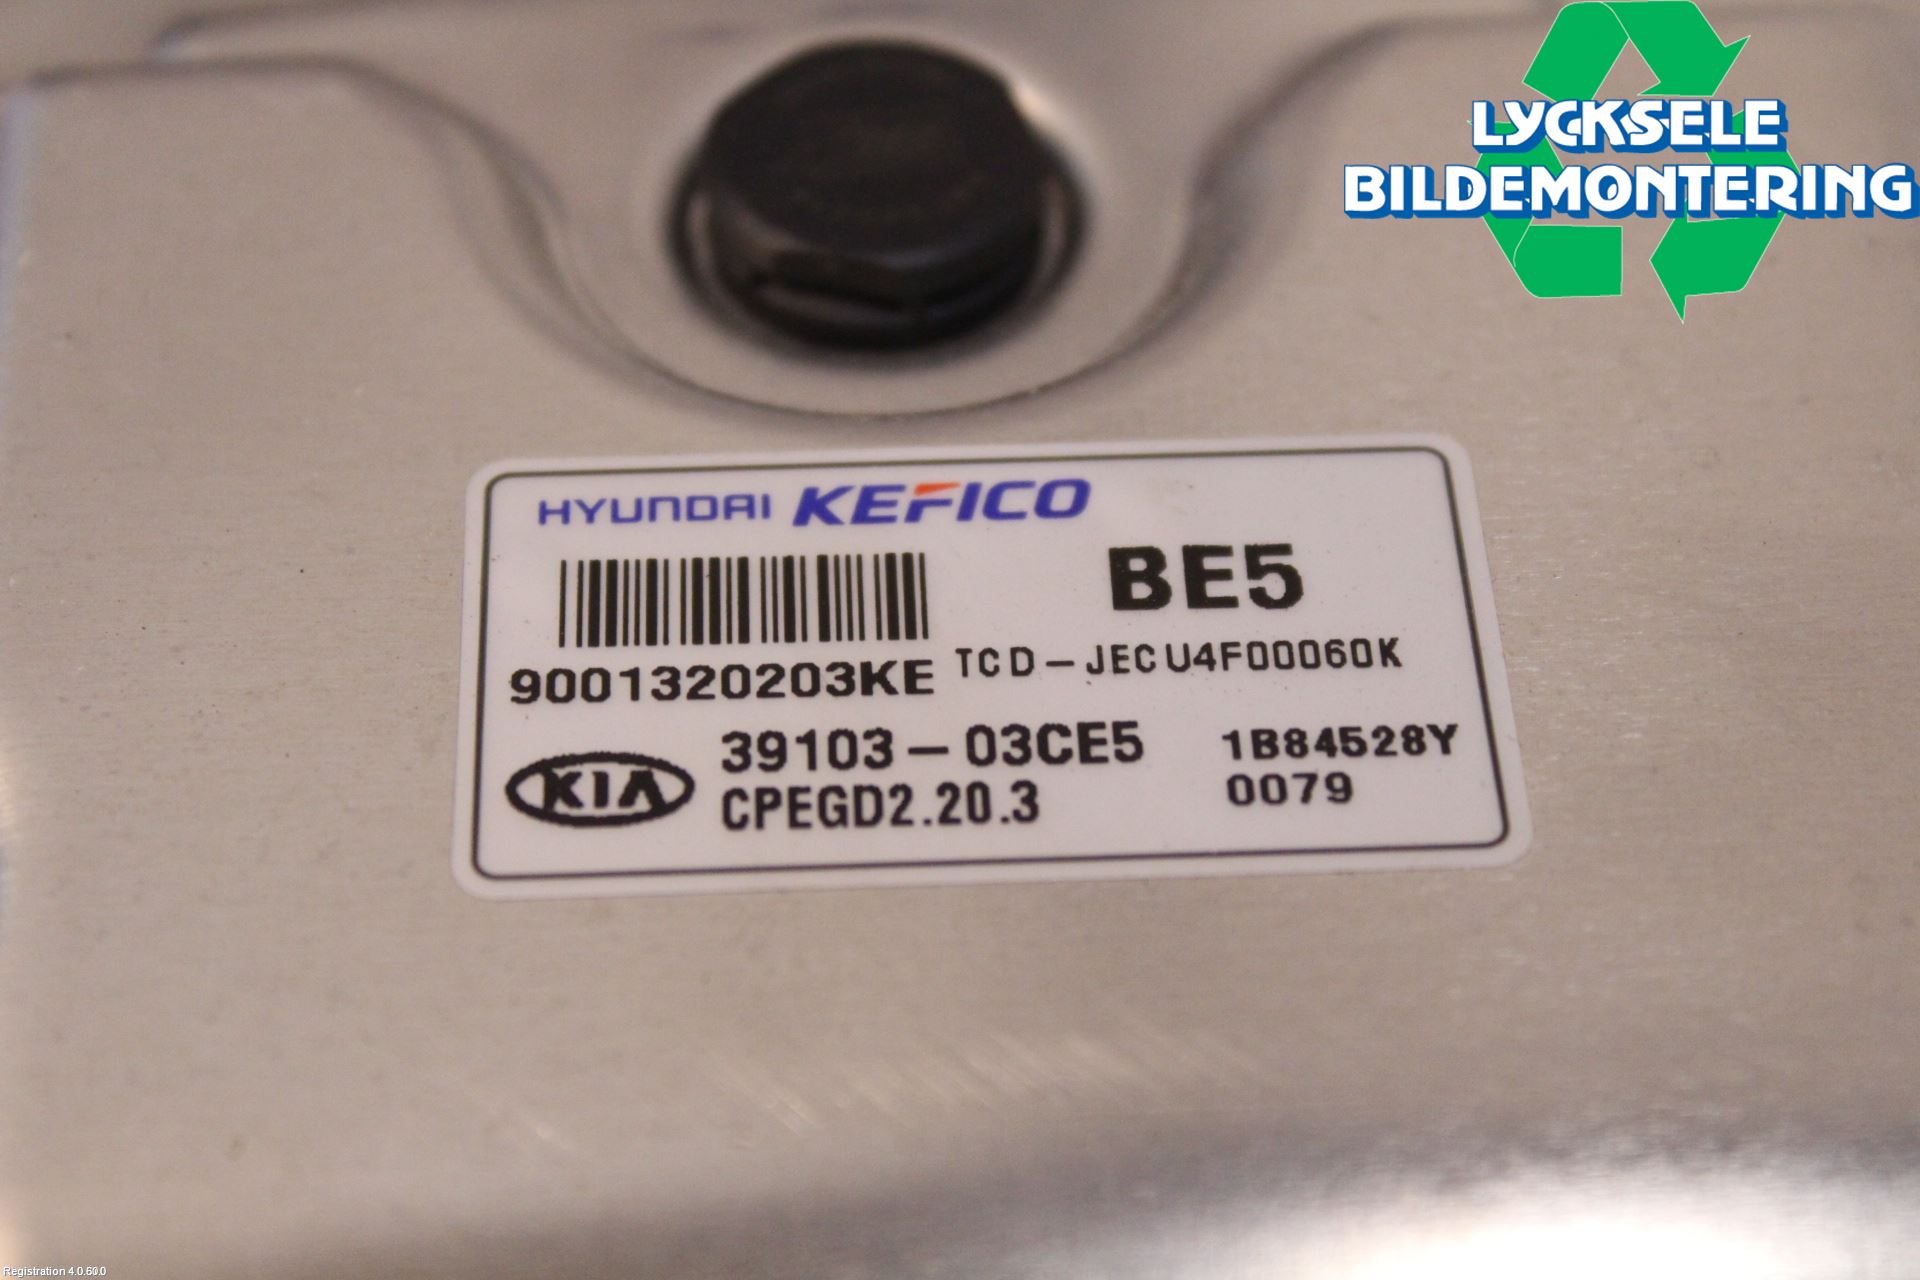 LYCKSELE
BILDEMONTERING
HYUNDAI KEFICO
BE5
9001320203KE TCD-JECU4F00060K
KIA
39103-03CE5 1B84528Y
CPEGD2.20.3 0079